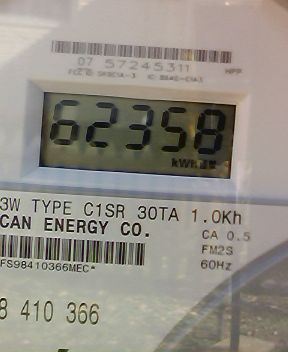 07 57245311
HPP
62358
kWh
3W TYPE C1SR 30TA 1.0Kh
CAN ENERGY CO.
CA 0.5
FM2S
60Hz
FS98410366MEC*
8 410 366